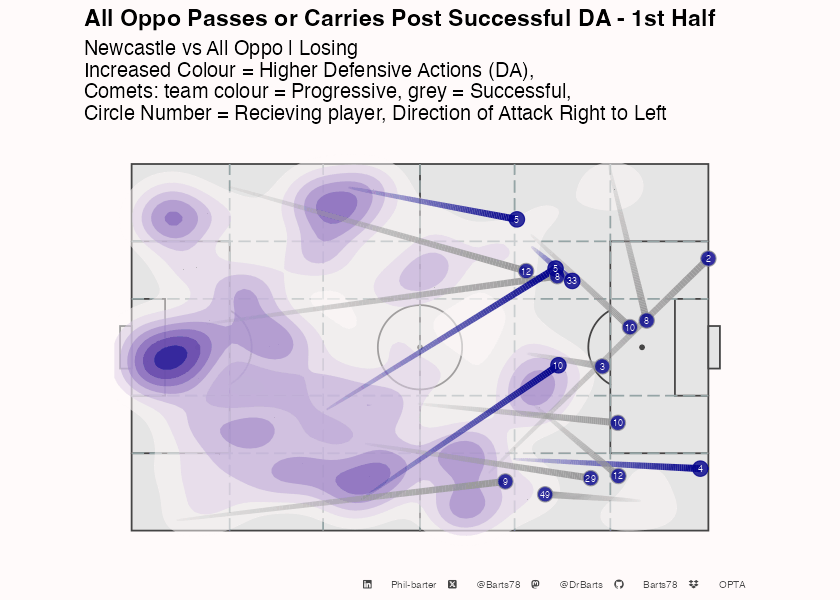 All Oppo Passes or Carries Post Successful DA - 1st Half
Newcastle vs All Oppo | Losing
Increased Colour = Higher Defensive Actions (DA),
Comets: team colour = Progressive, grey = Successful,
Circle Number = Recieving player, Direction of Attack Right to Left
5
2
12
5
8
33
8
10
10
3
10
4
12
29
9
49
Phil-barter @Barts78 @DrBarts Barts78 OPTA